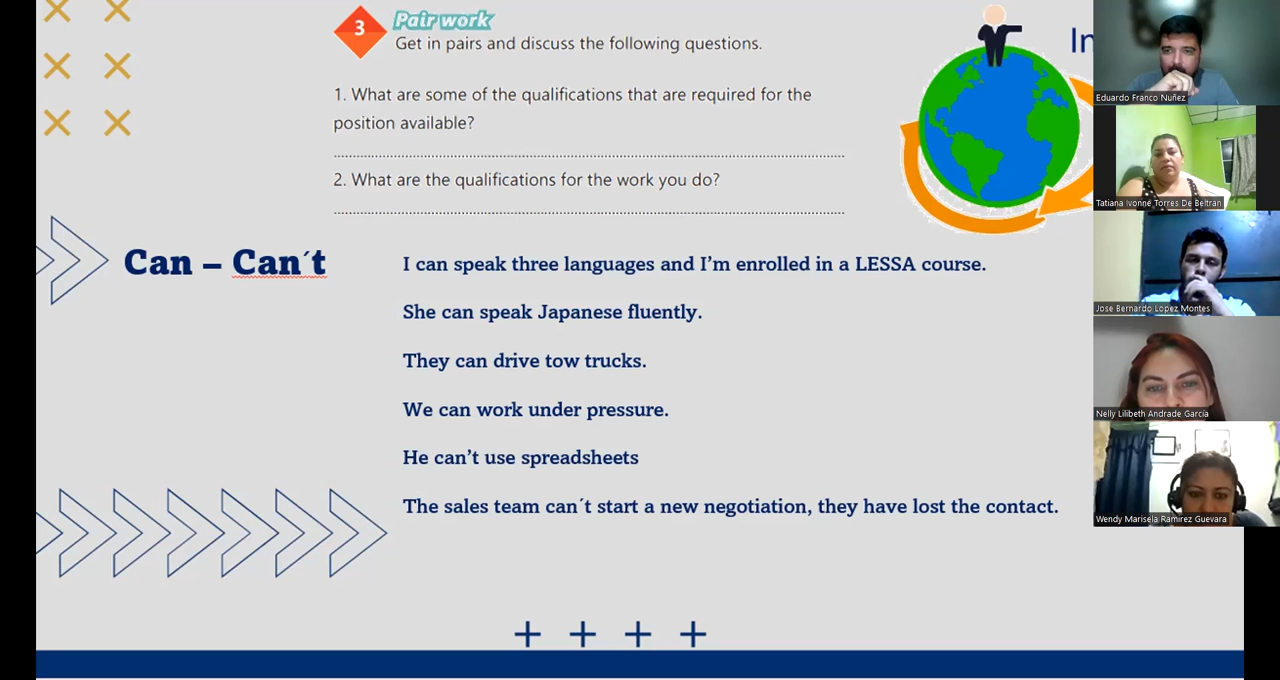 3
Pair work
Get in pairs and discuss the following questions.
1. What are some of the qualifications that are required for the
position available?
2. What are the qualifications for the work you do?
Can – Can´t
I can speak three languages and I’m enrolled in a LESSA course.
She can speak Japanese fluently.
They can drive tow trucks.
We can work under pressure.
He can’t use spreadsheets
The sales team can´t start a new negotiation, they have lost the contact.
Eduardo Franco Nuñez
Tatiana Ivonne Torres De Beltran
Jose Bernardo Lopez Montes
Nelly Lilibeth Andrade García
Wendy Marisela Ramirez Guevara